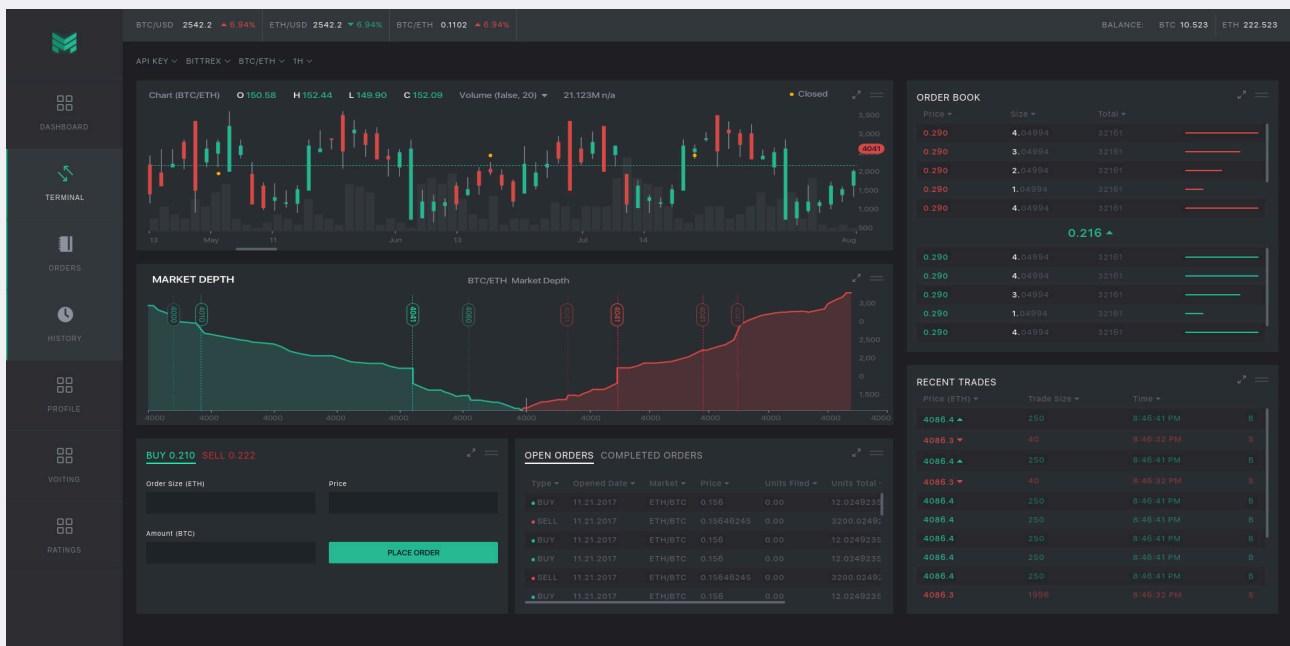 BTC/USD 2542.2 ▲ 6.94% ETH/USD 2542.2 ▼ 6.94% BTC/ETH 0.1102 ▲ 6.94% BALANCE: BTC 10.523 ETH 222.523
API KEY BITTREX BTC/ETH 1H
DASHBOARD
TERMINAL
ORDERS
HISTORY
PROFILE
VOITING
RATINGS
Chart (BTC/ETH) O 150.58 H 152.44 L 149.90 C 152.09 Volume (false, 20) 21.123M n/a Closed
3,500
3,000
4041
2,000
1,500
1,000
500
13 May 11 Jun 13 Jul 14 Aug
MARKET DEPTH BTC/ETH Market Depth
4000 4010 4041 4060 4041 4041 4041 4041
3,00
0
2,500
2,00
0
1,500
4000 4000 4000 4000 4000 4000 4000 4000 4000 4000 4000 4000
BUY 0.210 SELL 0.222
Order Size (ETH) Price
Amount (BTC)
PLACE ORDER
OPEN ORDERS COMPLETED ORDERS
Type Opened Date Market Price Units Filed Units Total
BUY 11.21.2017 ETH/BTC 0.156 0.00 12.0249235
SELL 11.21.2017 ETH/BTC 0.15646245 0.00 3200.02492
BUY 11.21.2017 ETH/BTC 0.156 0.00 12.0249235
BUY 11.21.2017 ETH/BTC 0.156 0.00 12.0249235
SELL 11.21.2017 ETH/BTC 0.15646245 0.00 3200.02492
BUY 11.21.2017 ETH/BTC 0.156 0.00 12.0249235
ORDER BOOK
Price Size Total
0.290 4.04994 32161
0.290 3.04994 32161
0.290 2.04994 32161
0.290 1.04994 32161
0.290 4.04994 32161
0.216 ▲
0.290 4.04994 32161
0.290 4.04994 32161
0.290 3.04994 32161
0.290 1.04994 32161
0.290 4.04994 32161
RECENT TRADES
Price (ETH) Trade Size Time
4086.4 ▲ 250 8:46:41 PM B
4086.3 ▼ 40 8:46:32 PM S
4086.4 ▲ 250 8:46:41 PM B
4086.3 ▼ 40 8:46:32 PM S
4086.4 250 8:46:41 PM B
4086.4 250 8:46:41 PM B
4086.4 250 8:46:41 PM B
4086.4 250 8:46:41 PM B
4086.4 250 8:46:41 PM B
4086.3 1996 8:46:32 PM S